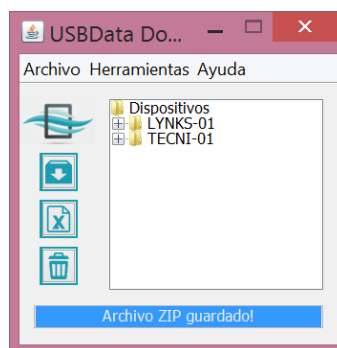 USBData Do...
Archivo Herramientas Ayuda
Dispositivos
LYNKS-01
TECNI-01
Archivo ZIP guardado!